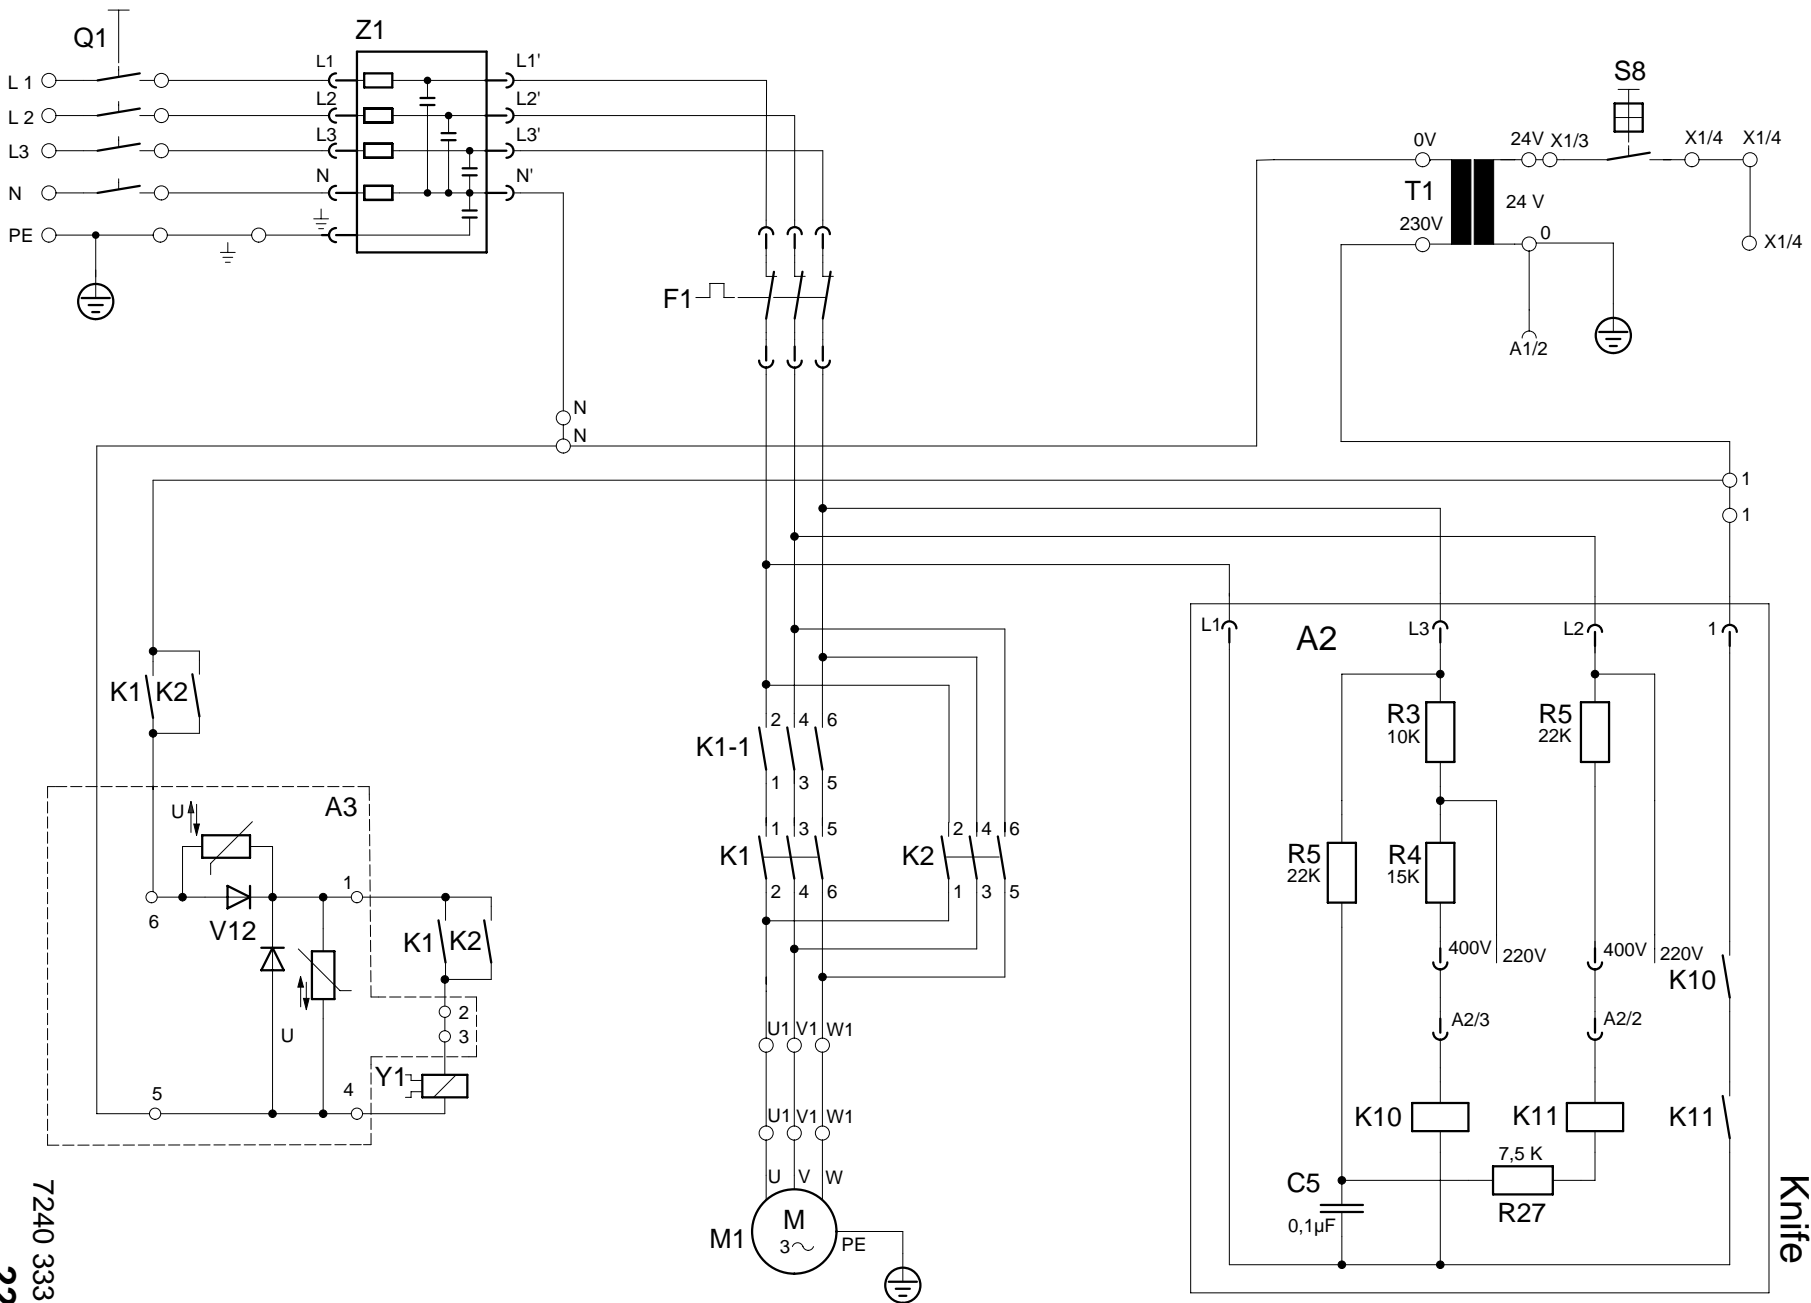 Q1
Z1
L 1
L1
L1'
L 2
L2
L2'
L3
L3
L3'
N
N
N'
PE
F1
S8
0V
24V
X1/3
X1/4
X1/4
T1
24 V
230V
0
X1/4
A1/2
N
N
1
1
L1
A2
L3
L2
1
K1
K2
R3
10K
R5
22K
2
4
6
K1-1
1
3
5
A3
U
1
3
5
2
4
6
K1
K2
2
4
6
1
3
5
R5
22K
R4
15K
6
V12
1
K1
K2
400V
220V
400V
220V
K10
2
3
U
U1
V1
W1
A2/3
A2/2
Y1
5
4
U1
V1
W1
K10
K11
K11
7,5 K
U
V
W
C5
0,1µF
R27
M1
M
3
PE
Knife
7240 333
22